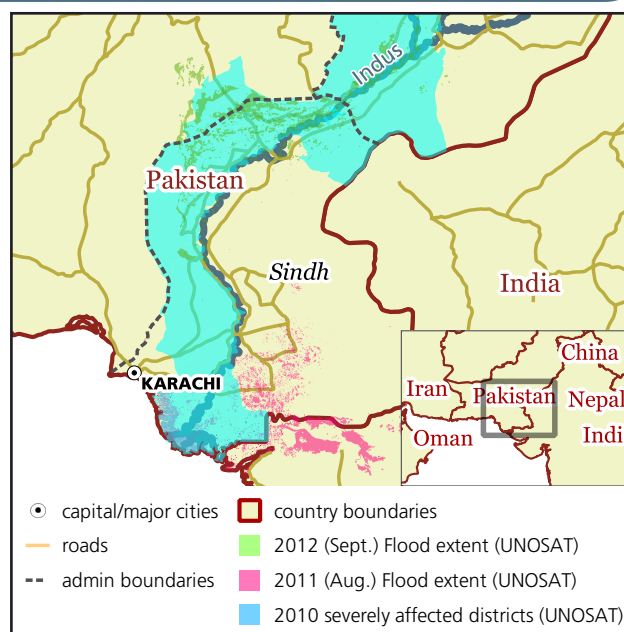 Indus
Pakistan
Sindh
India
KARACHI
China
Iran
Pakistan
Nepal
Oman
Indi
capital/major cities
country boundaries
roads
2012 (Sept.) Flood extent (UNOSAT)
admin boundaries
2011 (Aug.) Flood extent (UNOSAT)
2010 severely affected districts (UNOSAT)